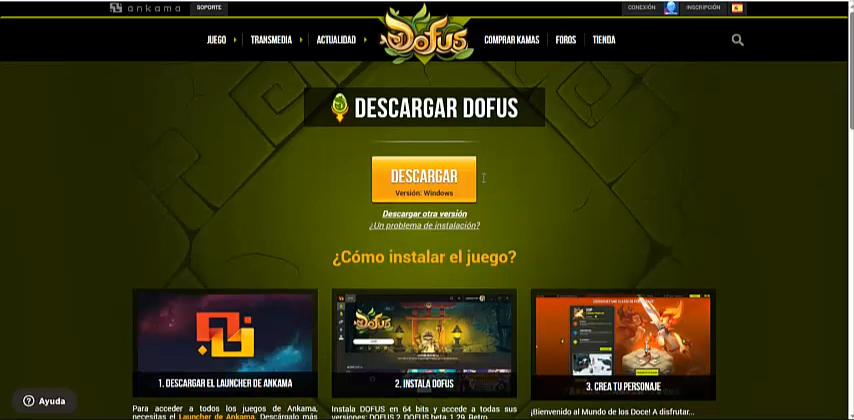 ankama
SOPORTE
CONEXIÓN
INSCRIPCIÓN
JUEGO
TRANSMEDIA
ACTUALIDAD
DOFUS
COMPRAR KAMAS
FOROS
TIENDA
DESCARGAR DOFUS
DESCARGAR
Versión: Windows
Descargar otra versión
¿Un problema de instalación?
¿Cómo instalar el juego?
DOFUS
1. DESCARGAR EL LAUNCHER DE ANKAMA
2. INSTALA DOFUS
3. CREA TU PERSONAJE
Para acceder a todos los juegos de Ankama,
necesitas el Launcher de Ankama. Descárgalo más
Instala DOFUS en 64 bits y accede a todas sus
versiones: DOFUS 2, DOFUS beta, 1.29, Retro
¡Bienvenido al Mundo de los Doce! A disfrutar...
Ayuda